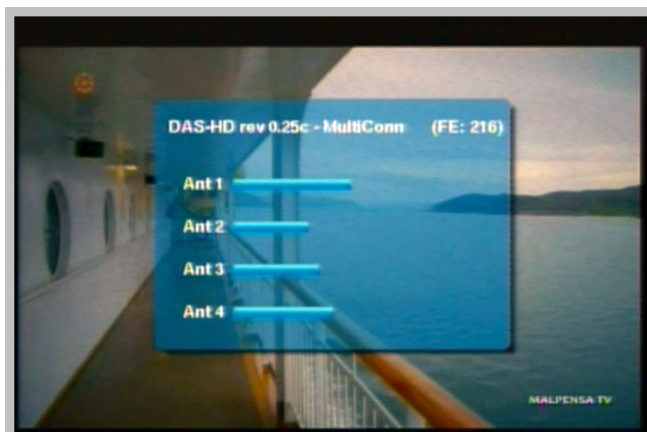 DAS-HD rev 0.25c - MultiConn (FE: 216)
Ant 1
Ant 2
Ant 3
Ant 4
MALPENSA TV